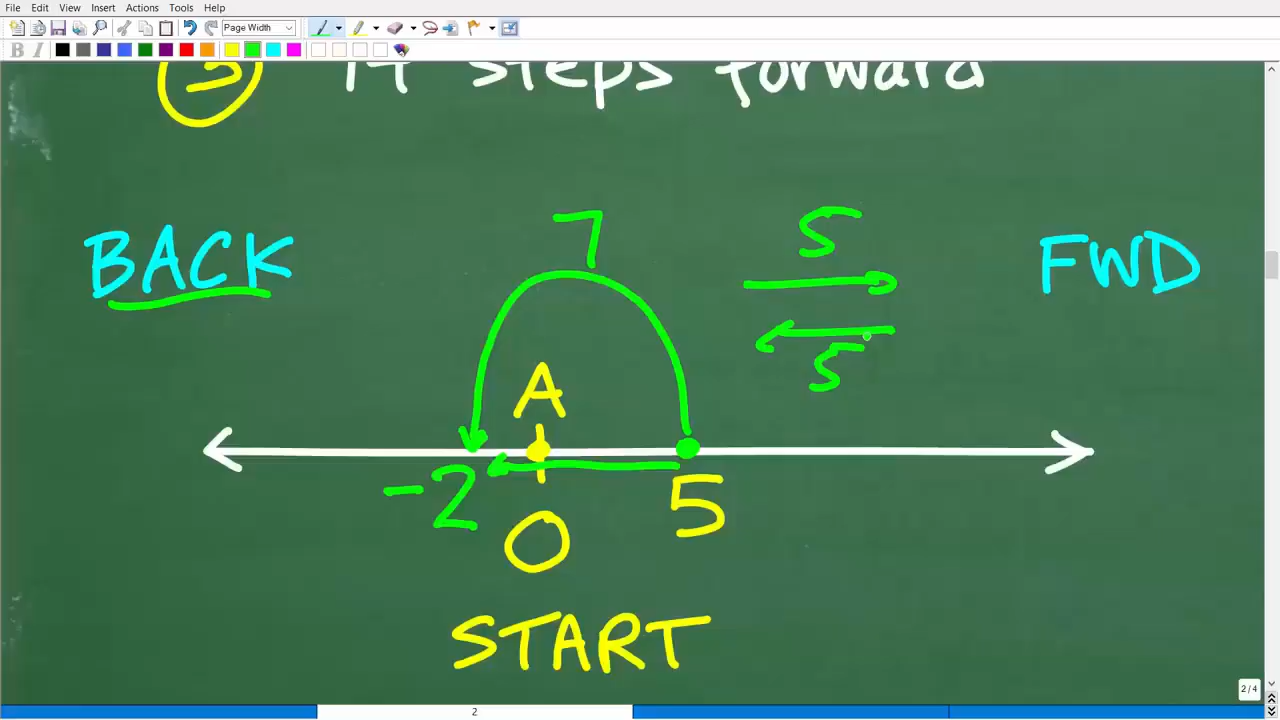 File Edit View Insert Actions Tools Help
Page Width
B I
3 14 steps forward
BACK 7 5 FWD
5
A
-2 0 5
START
2/4
2